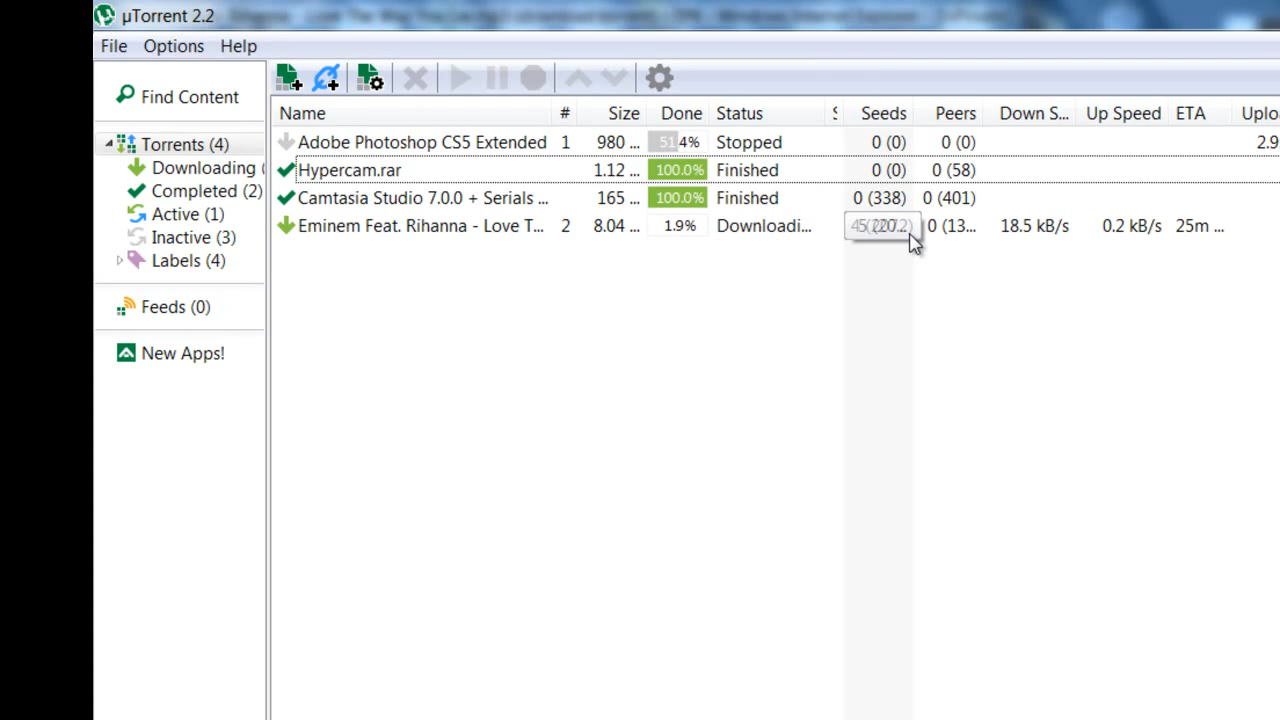 µTorrent 2.2
File Options Help
Find Content
Torrents (4)
Downloading (
Completed (2)
Active (1)
Inactive (3)
Labels (4)
Feeds (0)
New Apps!
Name # Size Done Status S Seeds Peers Down S... Up Speed ETA Uplo
Adobe Photoshop CS5 Extended 1 980 ... 51.4% Stopped 0 (0) 0 (0) 2.9
Hypercam.rar 1.12 ... 100.0% Finished 0 (0) 0 (58)
Camtasia Studio 7.0.0 + Serials ... 165 ... 100.0% Finished 0 (338) 0 (401)
Eminem Feat. Rihanna - Love T... 2 8.04 ... 1.9% Downloadi... 0 (13... 18.5 kB/s 0.2 kB/s 25m ...